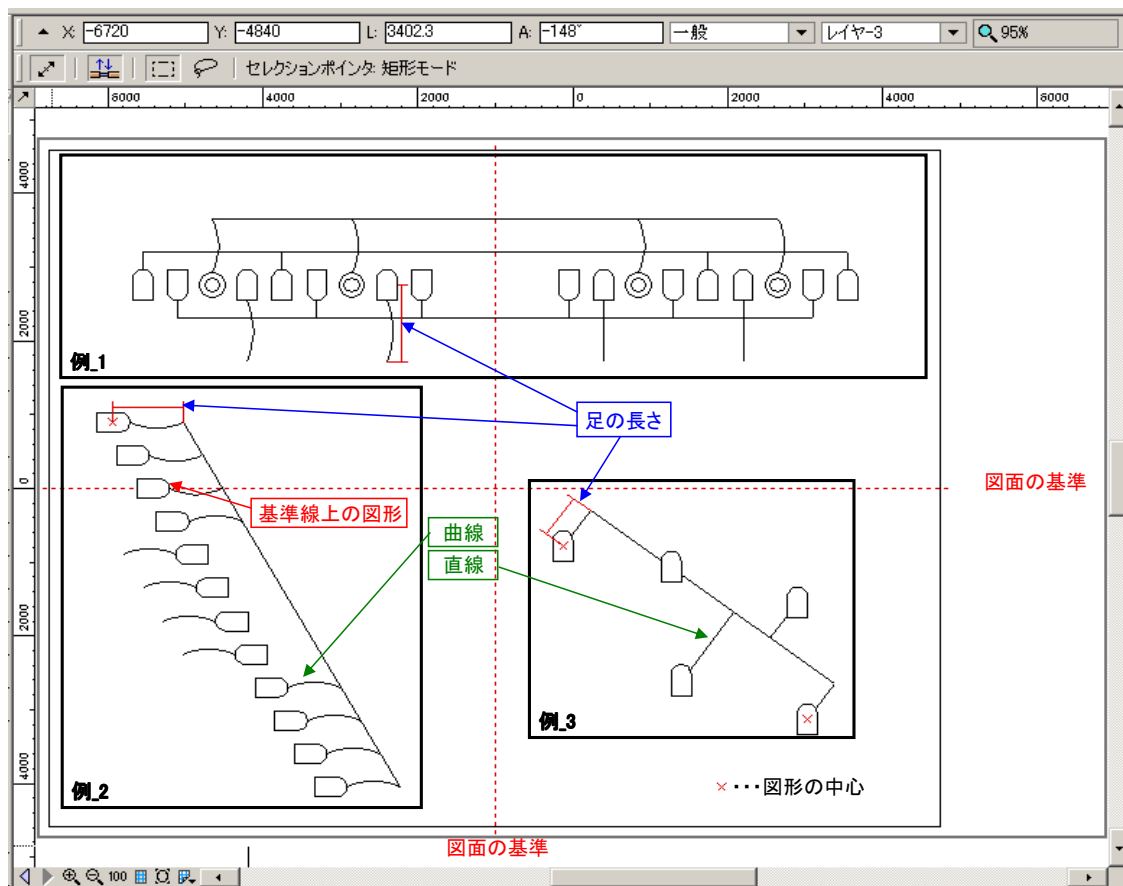 X: -6720 Y: -4840 L: 3402.3 A: -148° 一般 レイヤ-3 95%
セレクションポインタ: 矩形モード
6000 4000 2000 0 2000 4000 6000
4000
2000
0
2000
4000
例_1
足の長さ
基準線上の図形
図面の基準
曲線
直線
例_3
例_2
×・・・図形の中心
図面の基準
100